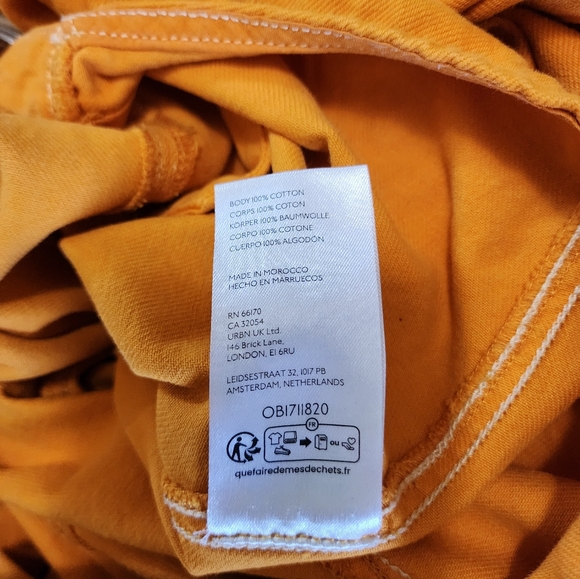 BODY 100% COTTON
CORPS 100% COTON
KÖRPER 100% BAUMWOLLE
CORPO 100% COTONE
CUERPO 100% ALGODÓN
MADE IN MOROCCO
HECHO EN MARRUECOS
RN 66170
CA 32054
URBN UK Ltd.
146 Brick Lane,
LONDON, E1 6RU
LEIDSESTRAAT 32, 1017 PB
AMSTERDAM, NETHERLANDS
OB1711820
FR
OU
quefairedemesdechets.fr